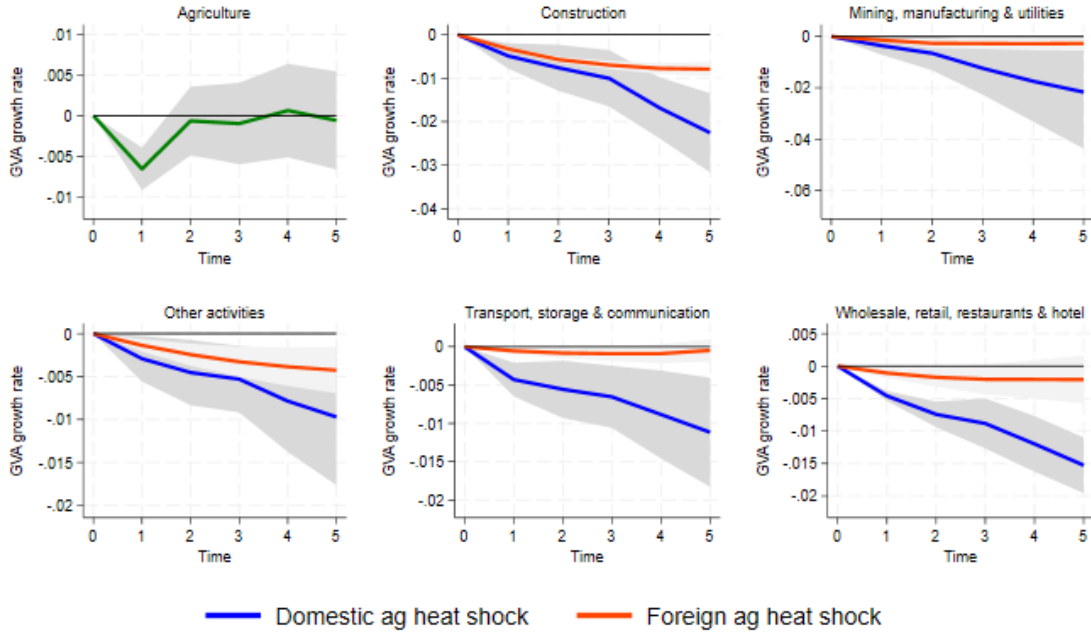 Agriculture
GVA growth rate
.01
.005
0
-.005
-.01
0 1 2 3 4 5
Time
Construction
GVA growth rate
0
-.01
-.02
-.03
-.04
0 1 2 3 4 5
Time
Mining, manufacturing & utilities
GVA growth rate
0
-.02
-.04
-.06
0 1 2 3 4 5
Time
Other activities
GVA growth rate
0
-.005
-.01
-.015
-.02
0 1 2 3 4 5
Time
Transport, storage & communication
GVA growth rate
0
-.005
-.01
-.015
-.02
0 1 2 3 4 5
Time
Wholesale, retail, restaurants & hotel
GVA growth rate
.005
0
-.005
-.01
-.015
-.02
0 1 2 3 4 5
Time
Domestic ag heat shock
Foreign ag heat shock